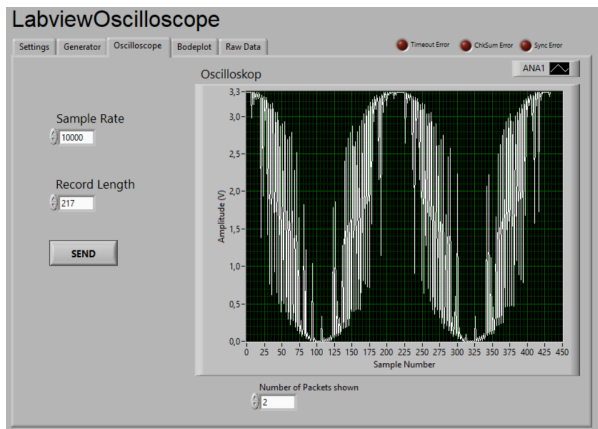 LabviewOscilloscope
Settings Generator Oscilloscope Bodeplot Raw Data
Timeout Error ChkSum Error Sync Error
Oscilloskop
ANA1
Sample Rate
10000
Record Length
217
SEND
Amplitude (V)
3,3-
3,0-
2,5-
2,0-
1,5-
1,0-
0,5-
0,0-
0 25 50 75 100 125 150 175 200 225 250 275 300 325 350 375 400 425 450
Sample Number
Number of Packets shown
2